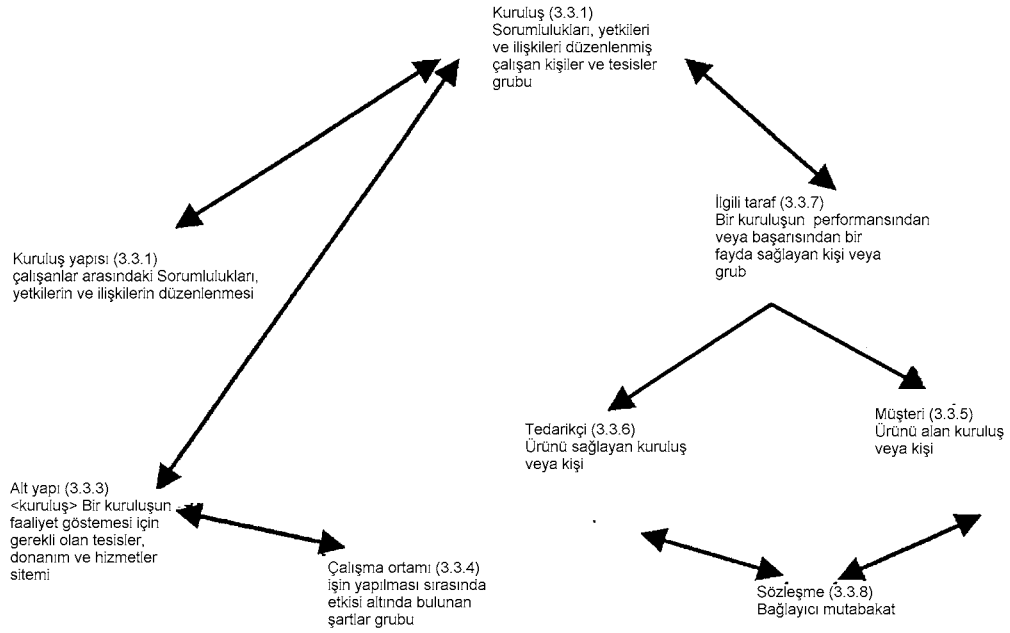 Kuruluş (3.3.1)
Sorumlulukları, yetkileri
ve ilişkileri düzenlenmiş
çalışan kişiler ve tesisler
grubu
İlgili taraf (3.3.7)
Bir kuruluşun performansından
veya başarısından bir
fayda sağlayan kişi veya
grub
Kuruluş yapısı (3.3.1)
çalışanlar arasındaki Sorumlulukları,
yetkilerin ve ilişkilerin düzenlenmesi
Tedarikçi (3.3.6)
Ürünü sağlayan kuruluş
veya kişi
Müşteri (3.3.5)
Ürünü alan kuruluş
veya kişi
Alt yapı (3.3.3)
<kuruluş> Bir kuruluşun
faaliyet göstemesi için
gerekli olan tesisler,
donanım ve hizmetler
sitemi
Çalışma ortamı (3.3.4)
işin yapılması sırasında
etkisi altında bulunan
şartlar grubu
Sözleşme (3.3.8)
Bağlayıcı mutabakat